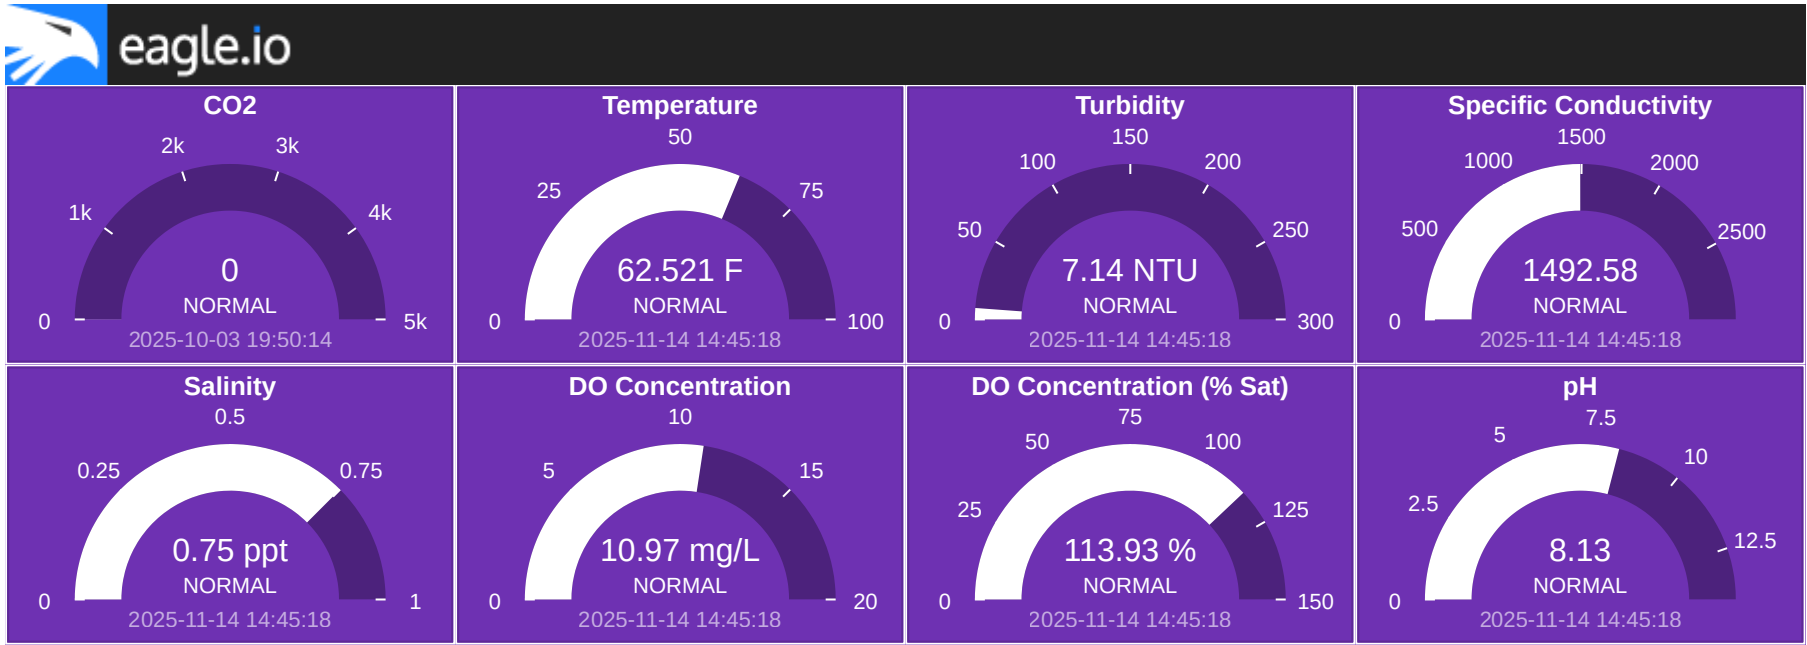 eagle.io
CO2
2k
3k
1k
4k
0
NORMAL
0
5k
2025-10-03 19:50:14
Temperature
50
25
75
62.521 F
NORMAL
0
100
2025-11-14 14:45:18
Turbidity
150
100
200
50
250
7.14 NTU
NORMAL
0
300
2025-11-14 14:45:18
Specific Conductivity
1500
1000
2000
500
2500
1492.58
NORMAL
0
2025-11-14 14:45:18
Salinity
0.5
0.25
0.75
0.75 ppt
NORMAL
0
1
2025-11-14 14:45:18
DO Concentration
10
5
15
10.97 mg/L
NORMAL
0
20
2025-11-14 14:45:18
DO Concentration (% Sat)
75
50
100
25
125
113.93 %
NORMAL
0
150
2025-11-14 14:45:18
pH
7.5
5
10
2.5
12.5
8.13
NORMAL
0
2025-11-14 14:45:18